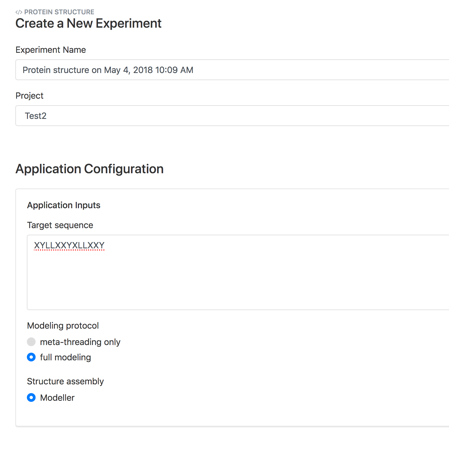 </> PROTEIN STRUCTURE
Create a New Experiment
Experiment Name
Protein structure on May 4, 2018 10:09 AM
Project
Test2
Application Configuration
Application Inputs
Target sequence
XYLLXXYXLLXXY
Modeling protocol
meta-threading only
full modeling
Structure assembly
Modeller